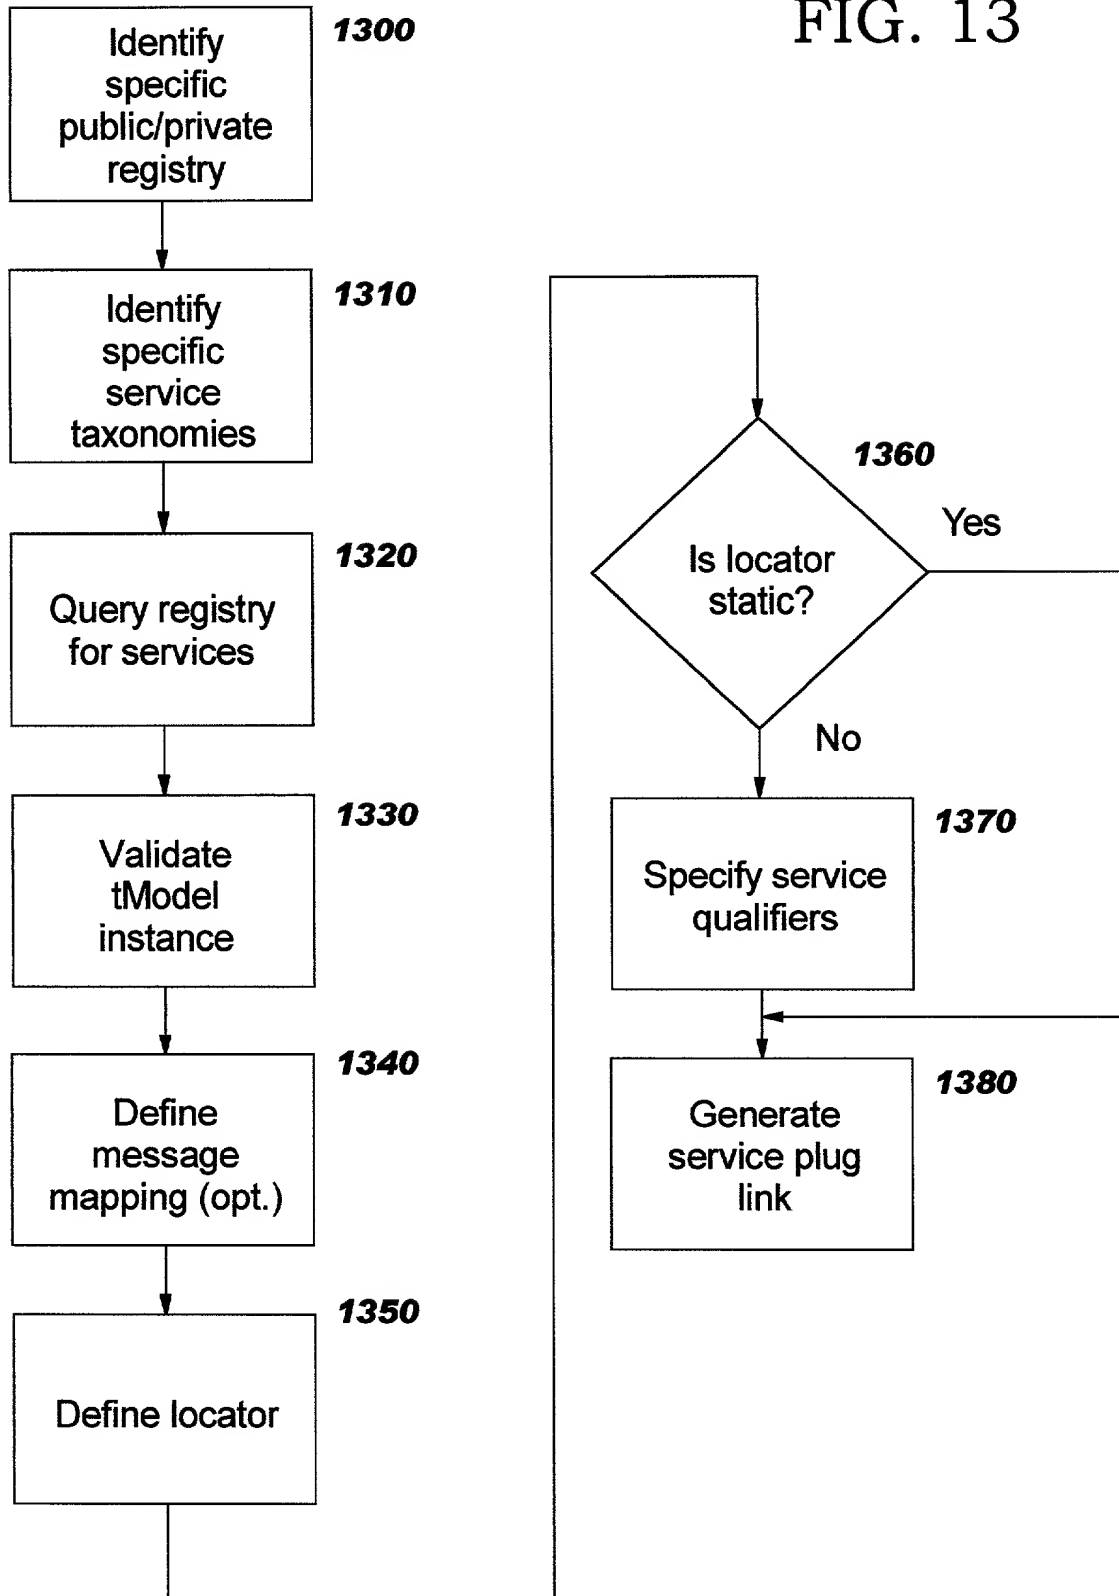 FIG. 13
1300
Identify
specific
public/private
registry
1310
Identify
specific
service
taxonomies
1320
Query registry
for services
1330
Validate
tModel
instance
1340
Define
message
mapping (opt.)
1350
Define locator
1360
Is locator
static?
Yes
No
1370
Specify service
qualifiers
1380
Generate
service plug
link